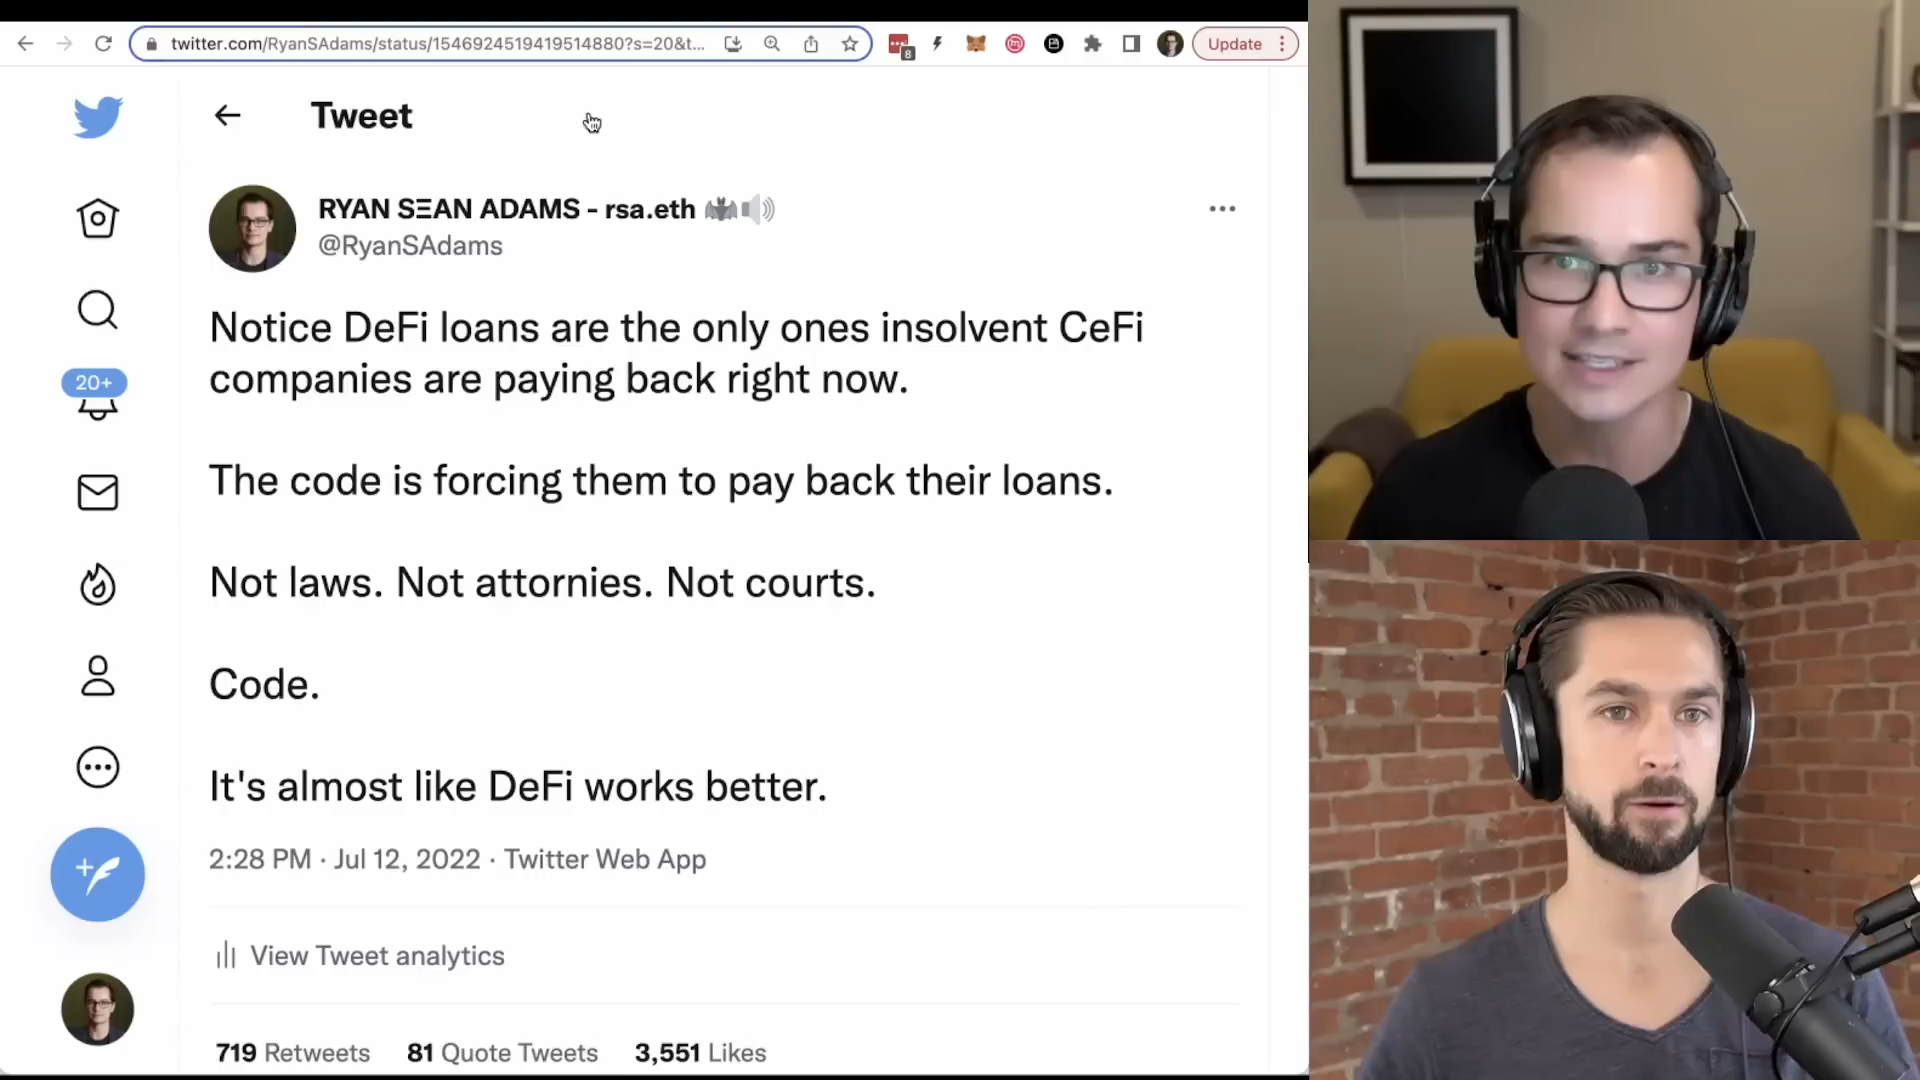 twitter.com/RyanSAdams/status/1546924519419514880?s=20&t...
8
Update
Tweet
RYAN SΞAN ADAMS - rsa.eth 🦇🔊
@RyanSAdams
Notice DeFi loans are the only ones insolvent CeFi
companies are paying back right now.
20+
The code is forcing them to pay back their loans.
Not laws. Not attornies. Not courts.
Code.
It's almost like DeFi works better.
2:28 PM · Jul 12, 2022 · Twitter Web App
View Tweet analytics
719 Retweets 81 Quote Tweets 3,551 Likes